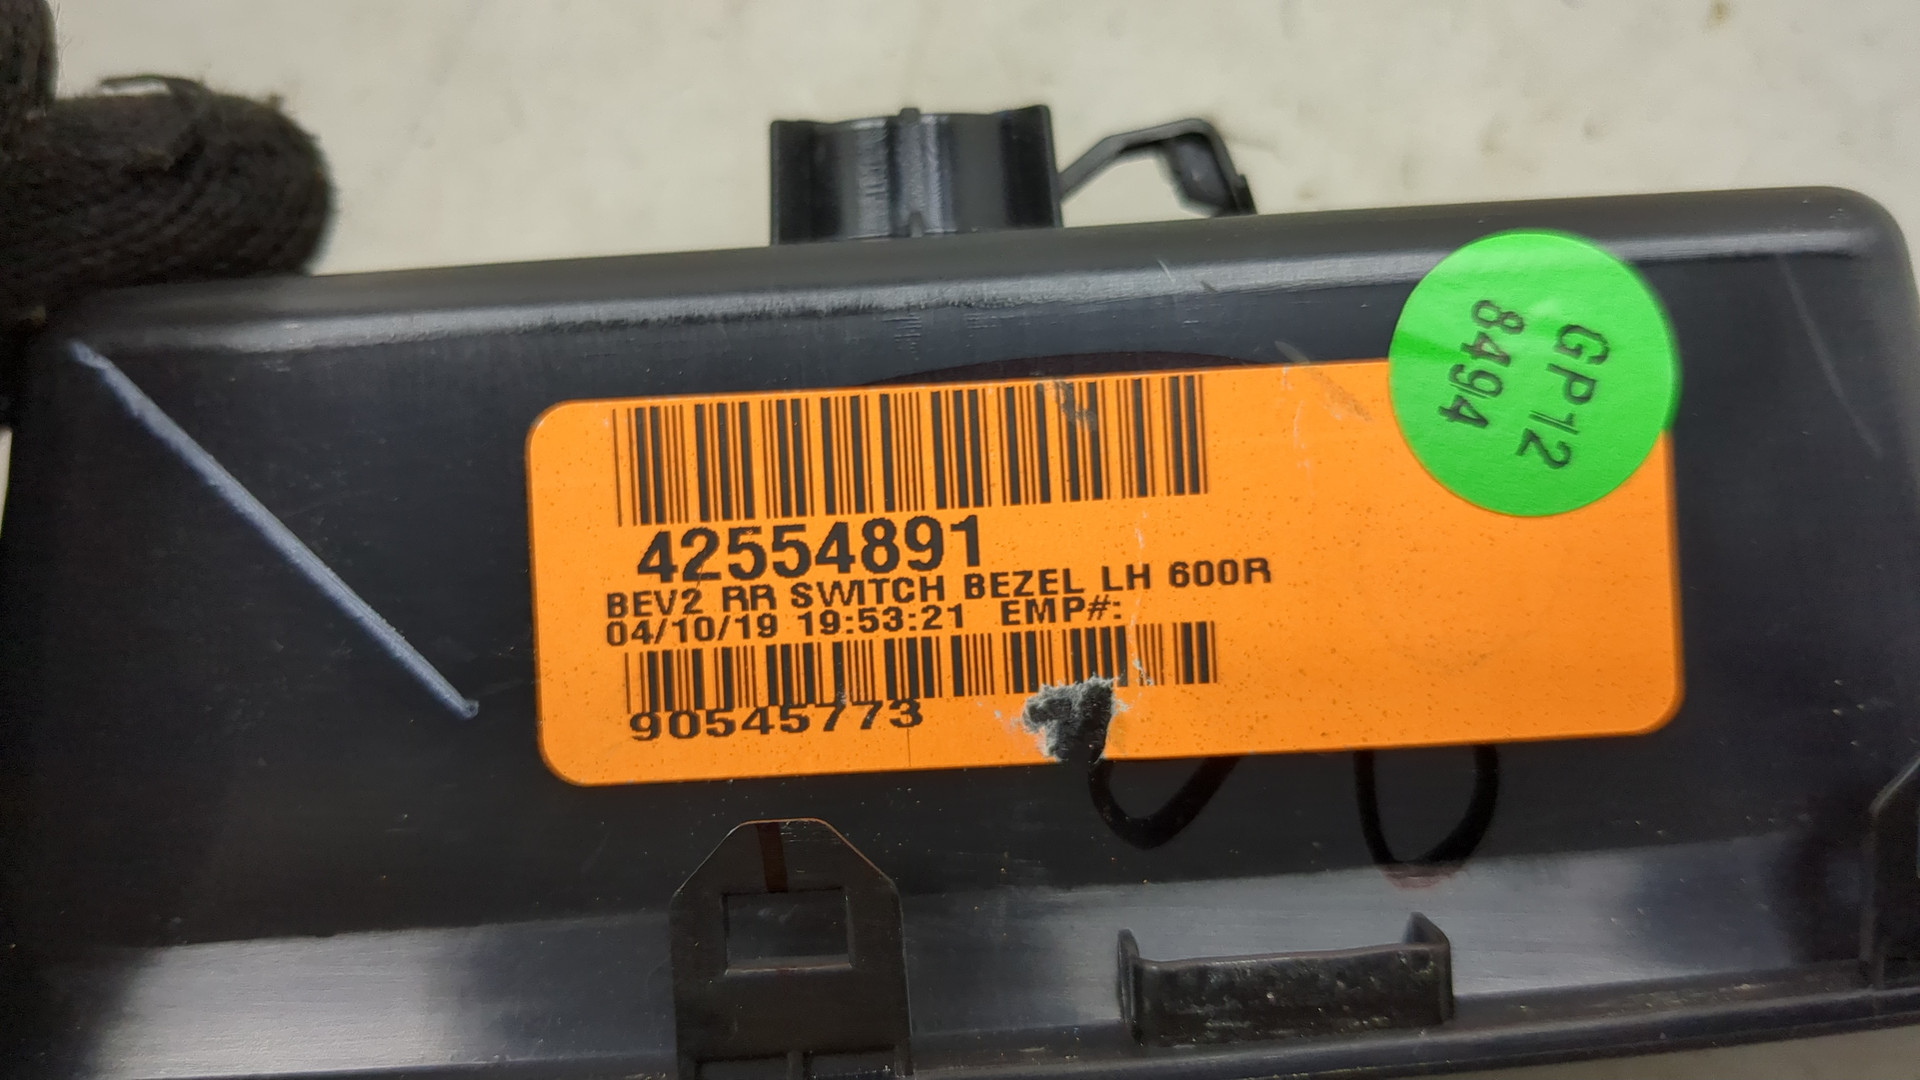 42554891
BEV2 RR SWITCH BEZEL LH 600R
04/10/19 19:53:21 EMP#:
90545773
GP12
8494